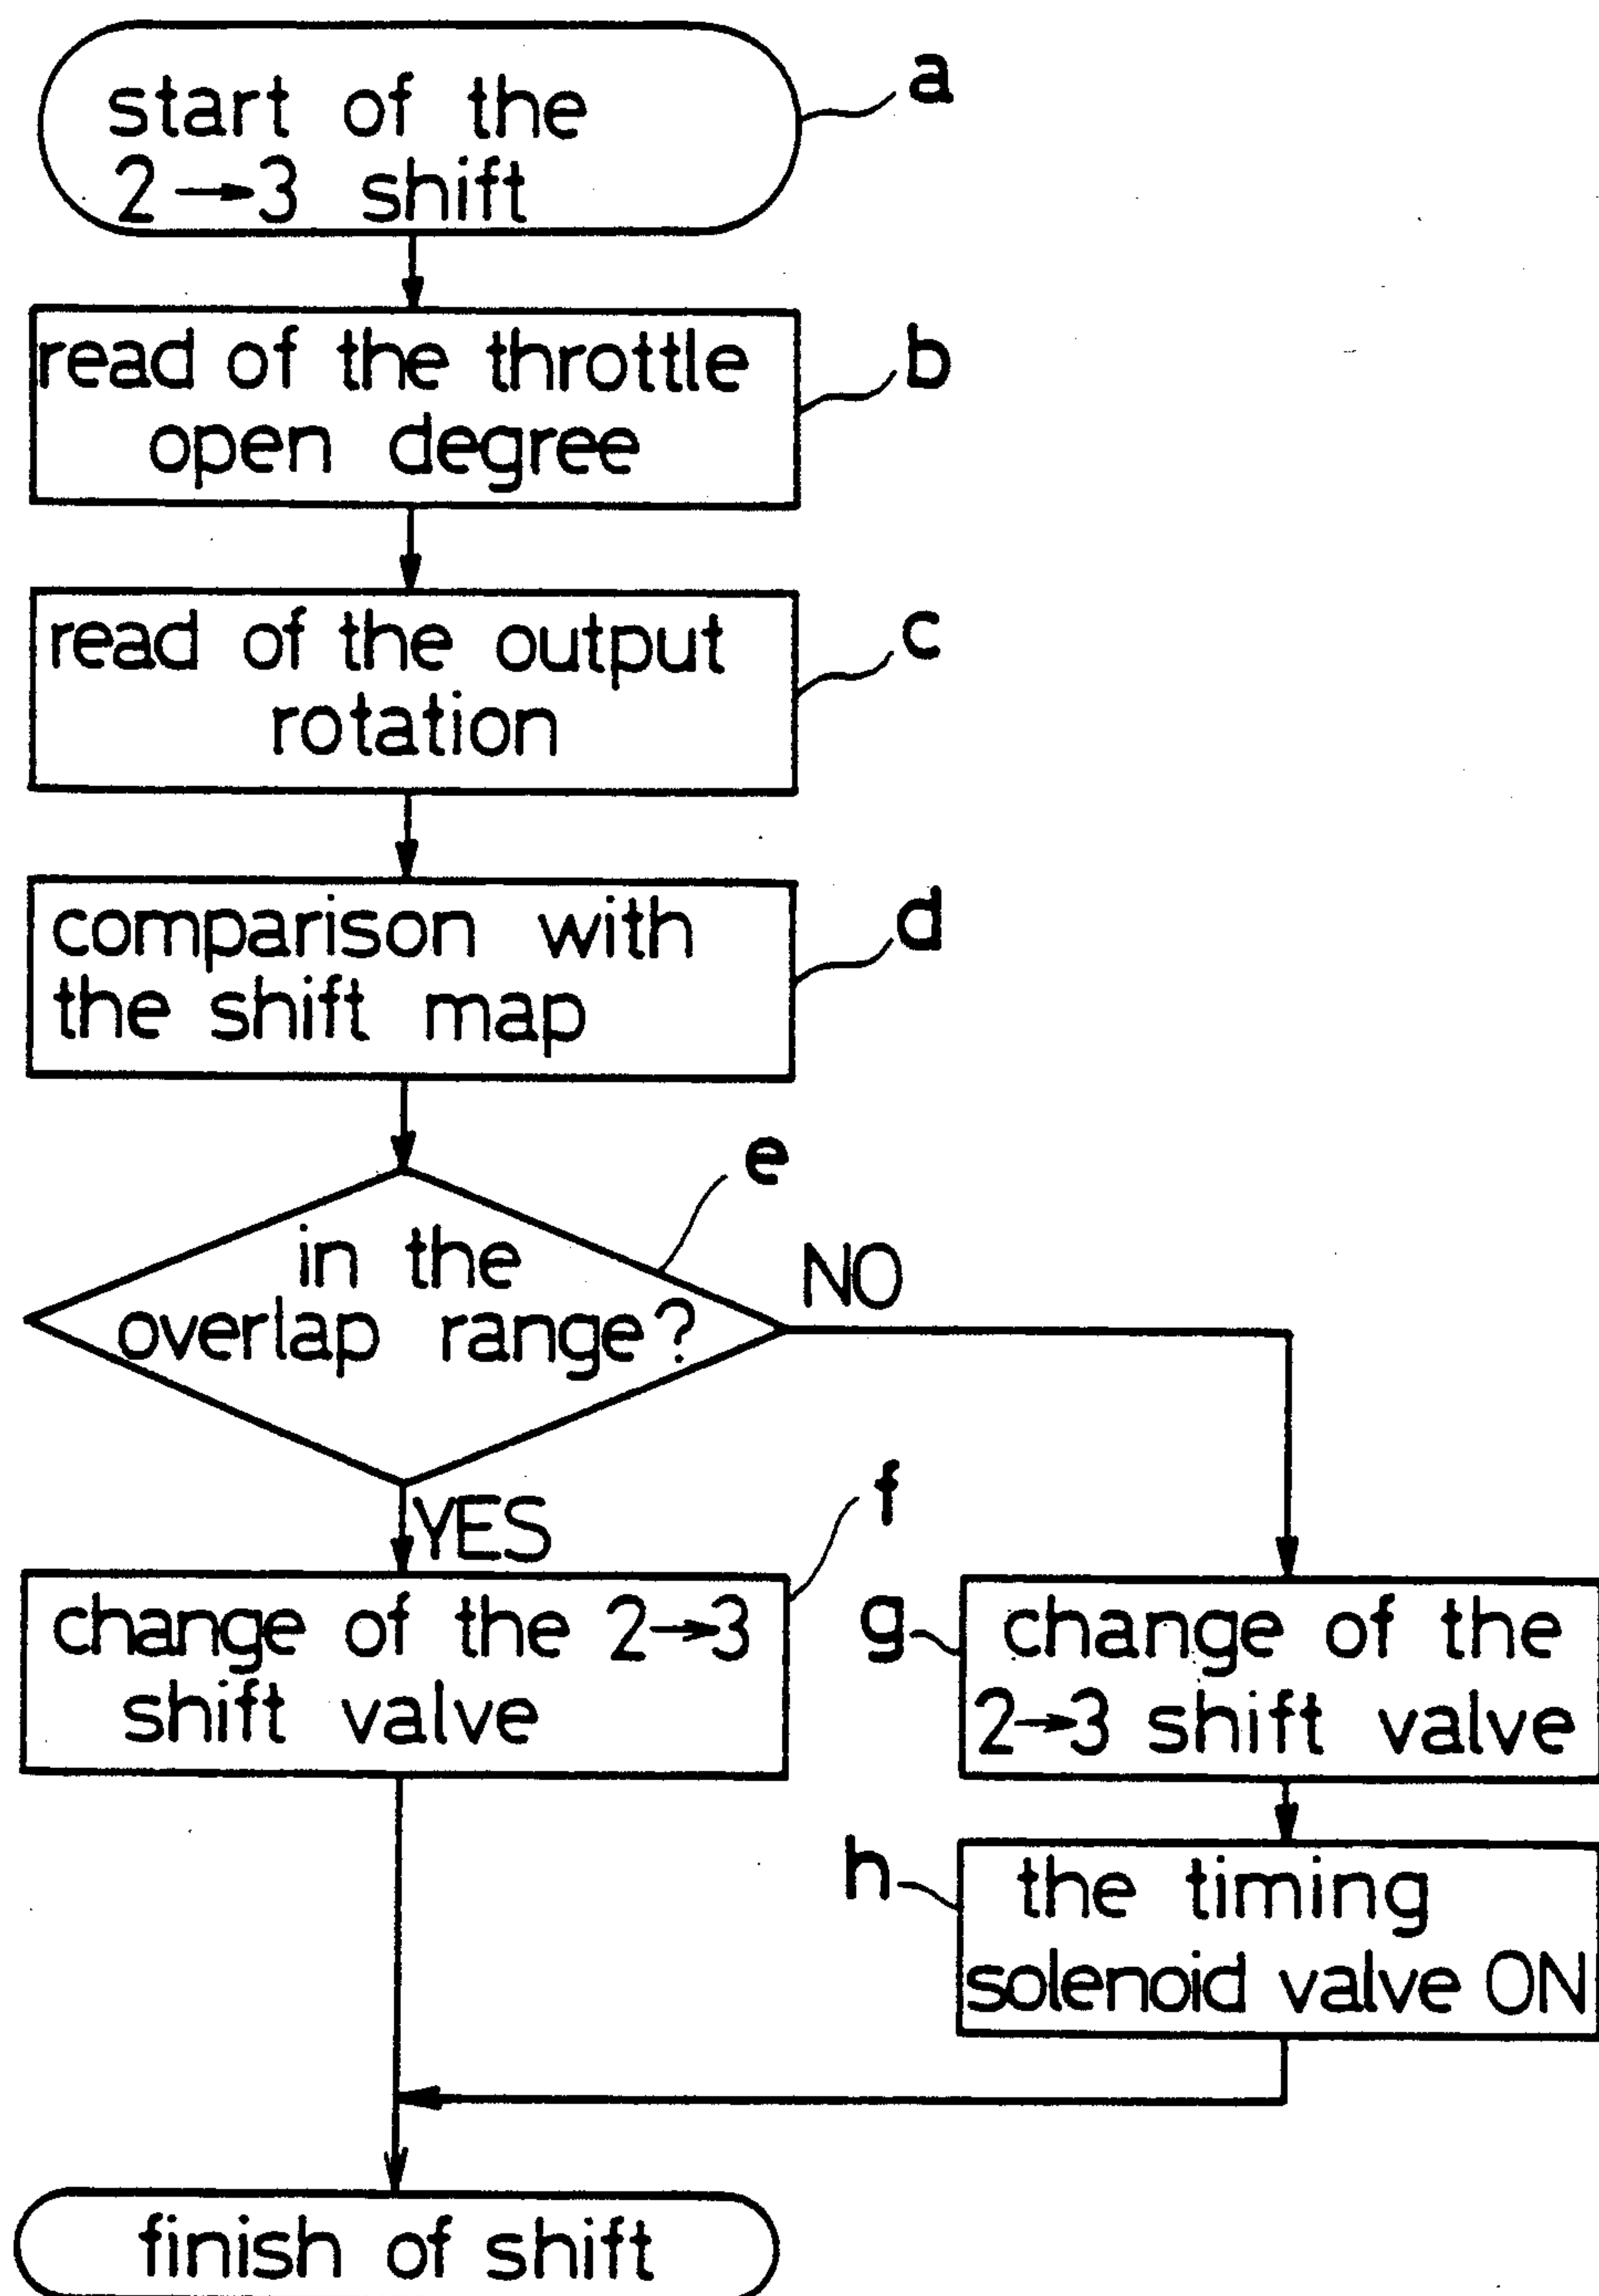 start of the
2→3 shift
a
read of the throttle
open degree
b
read of the output
rotation
c
comparison with
the shift map
d
e
in the
overlap range?
NO
YES
f
change of the 2→3
shift valve
g
change of the
2→3 shift valve
h
the timing
solenoid valve ON
finish of shift